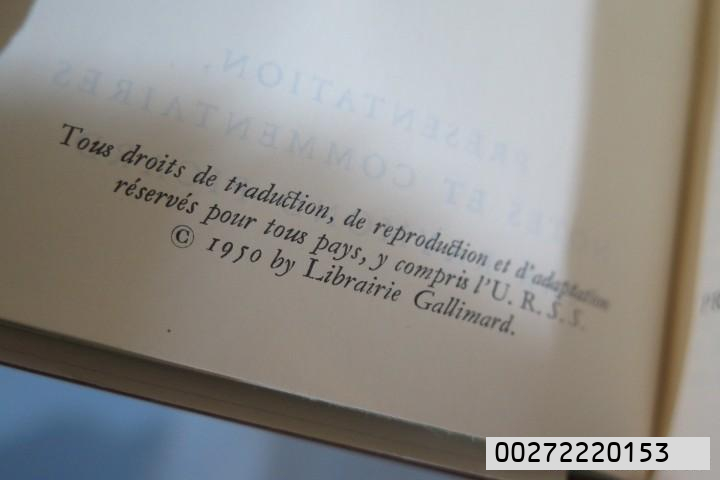 Tous droits de traduction, de reproduction et d'adaptation
réservés pour tous pays, y compris l'U. R. S. S.
© 1950 by Librairie Gallimard.
PRÉSENTATION,
NOTES ET COMMENTAIRES
00272220153